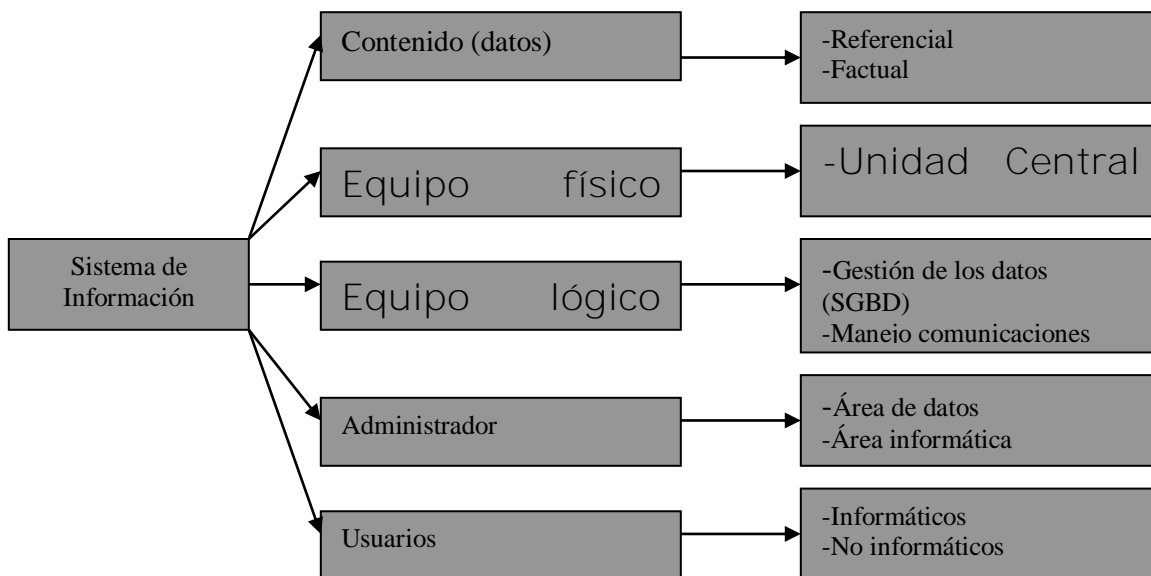 Contenido (datos)
-Referencial
-Factual
Equipo físico
-Unidad Central
Sistema de
Información
Equipo lógico
-Gestión de los datos
(SGBD)
-Manejo comunicaciones
Administrador
-Área de datos
-Área informática
Usuarios
-Informáticos
-No informáticos